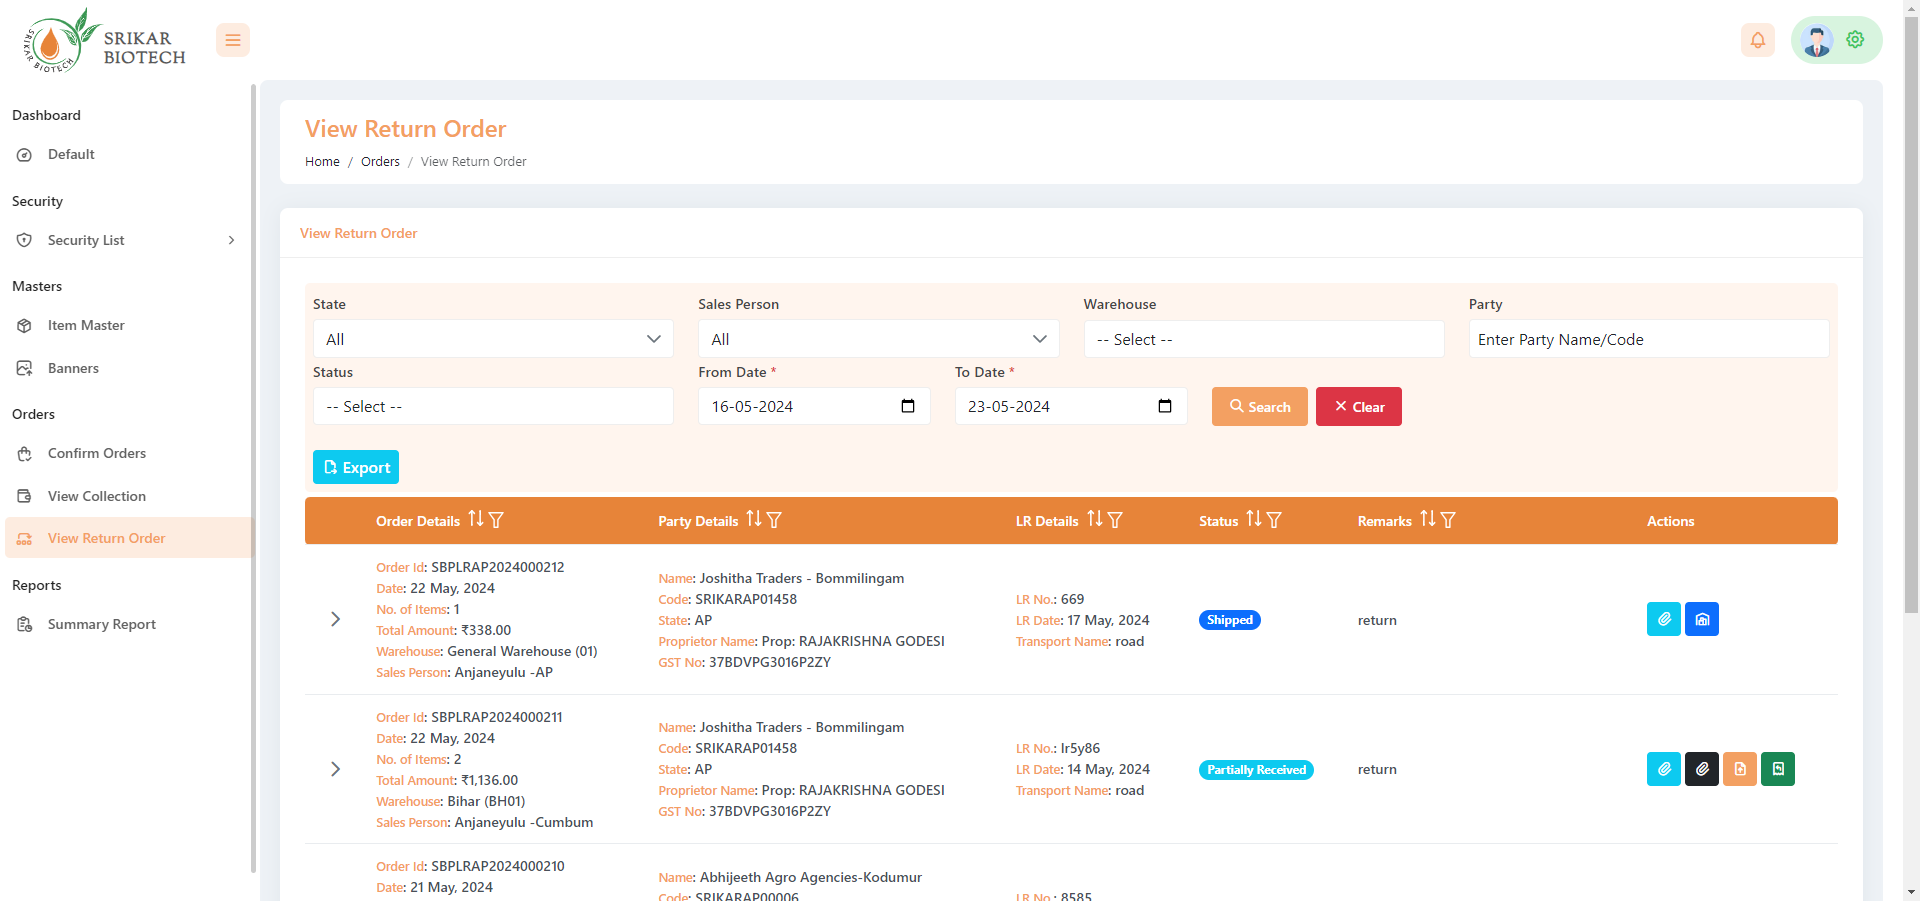 SRIKAR BIOTECH
SRIKAR
BIOTECH
Dashboard
Default
Security
Security List
Masters
Item Master
Banners
Orders
Confirm Orders
View Collection
View Return Order
Reports
Summary Report
View Return Order
Home / Orders / View Return Order
View Return Order
State Sales Person Warehouse Party
All All -- Select -- Enter Party Name/Code
Status From Date * To Date *
-- Select -- 16-05-2024 23-05-2024 Search Clear
Export
Order Details Party Details LR Details Status Remarks Actions
Order Id: SBPLRAP2024000212
Date: 22 May, 2024
No. of Items: 1
Total Amount: ₹338.00
Warehouse: General Warehouse (01)
Sales Person: Anjaneyulu -AP
Name: Joshitha Traders - Bommilingam
Code: SRIKARAP01458
State: AP
Proprietor Name: Prop: RAJAKRISHNA GODESI
GST No: 37BDVPG3016P2ZY
LR No.: 669
LR Date: 17 May, 2024
Transport Name: road
Shipped
return
Order Id: SBPLRAP2024000211
Date: 22 May, 2024
No. of Items: 2
Total Amount: ₹1,136.00
Warehouse: Bihar (BH01)
Sales Person: Anjaneyulu -Cumbum
Name: Joshitha Traders - Bommilingam
Code: SRIKARAP01458
State: AP
Proprietor Name: Prop: RAJAKRISHNA GODESI
GST No: 37BDVPG3016P2ZY
LR No.: lr5y86
LR Date: 14 May, 2024
Transport Name: road
Partially Received
return
Order Id: SBPLRAP2024000210
Date: 21 May, 2024
Name: Abhijeeth Agro Agencies-Kodumur
Code: SRIKARAP00006
LR No.: 8585